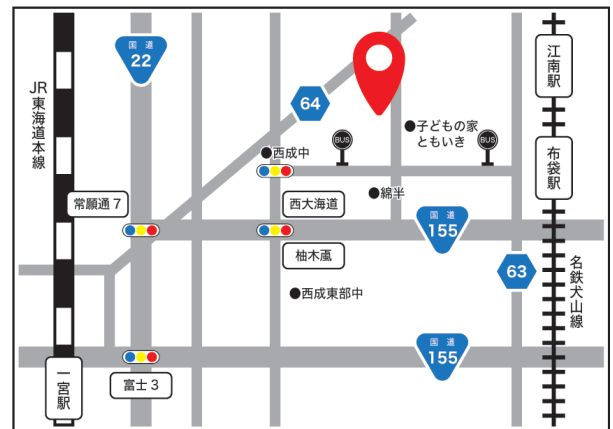 国 道
22
JR東海道本線
64
江南駅
BUS
●子どもの家
ともいき
BUS
●西成中
布袋駅
常願通7
西大海道
●綿半
国 道
155
柚木颪
63
名鉄犬山線
●西成東部中
国 道
155
一宮駅
富士3